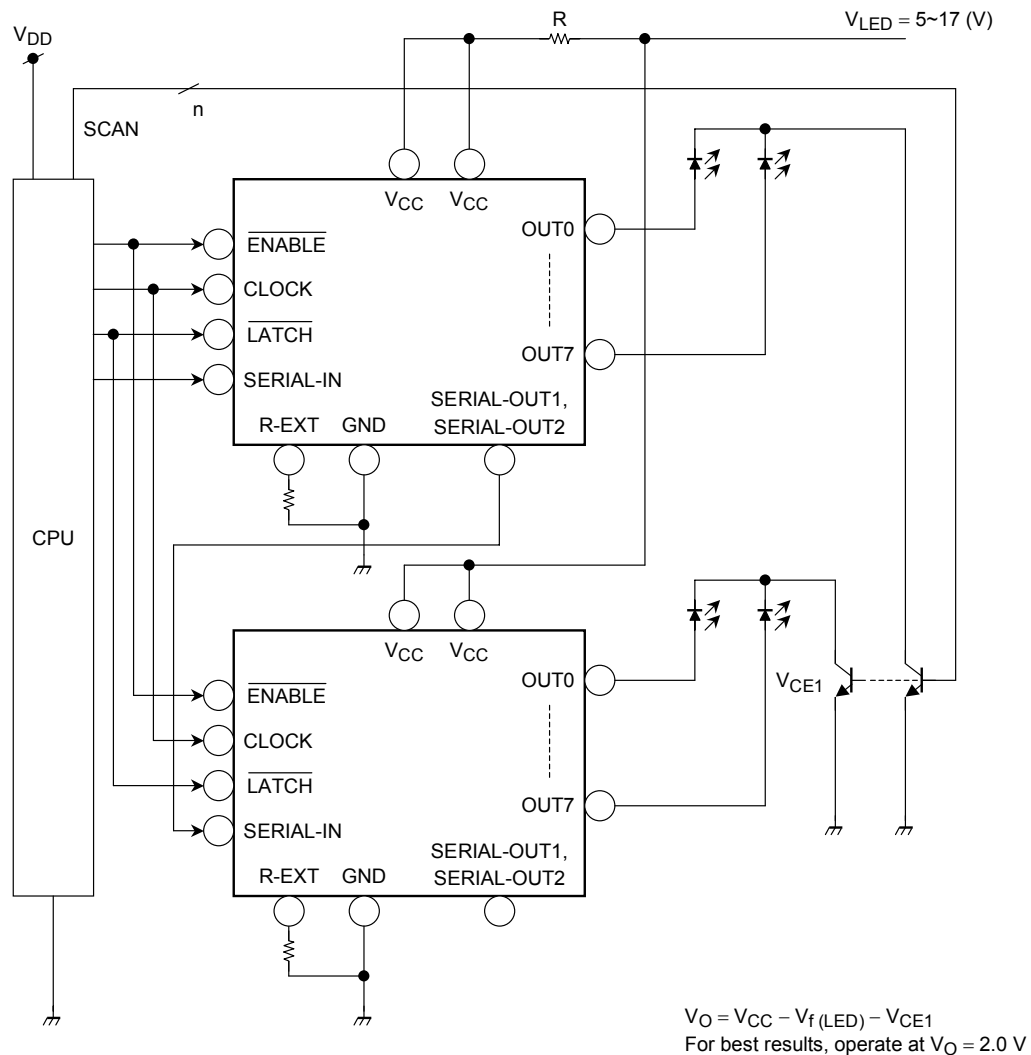 V_DD
R
V_LED = 5~17 (V)
n
SCAN
V_CC V_CC
OUT0
ENABLE
CLOCK
LATCH
SERIAL-IN
OUT7
SERIAL-OUT1,
SERIAL-OUT2
R-EXT GND
CPU
V_CC V_CC
OUT0
V_CE1
ENABLE
CLOCK
LATCH
SERIAL-IN
OUT7
SERIAL-OUT1,
SERIAL-OUT2
R-EXT GND
V_O = V_CC − V_f (LED) − V_CE1
For best results, operate at V_O = 2.0 V